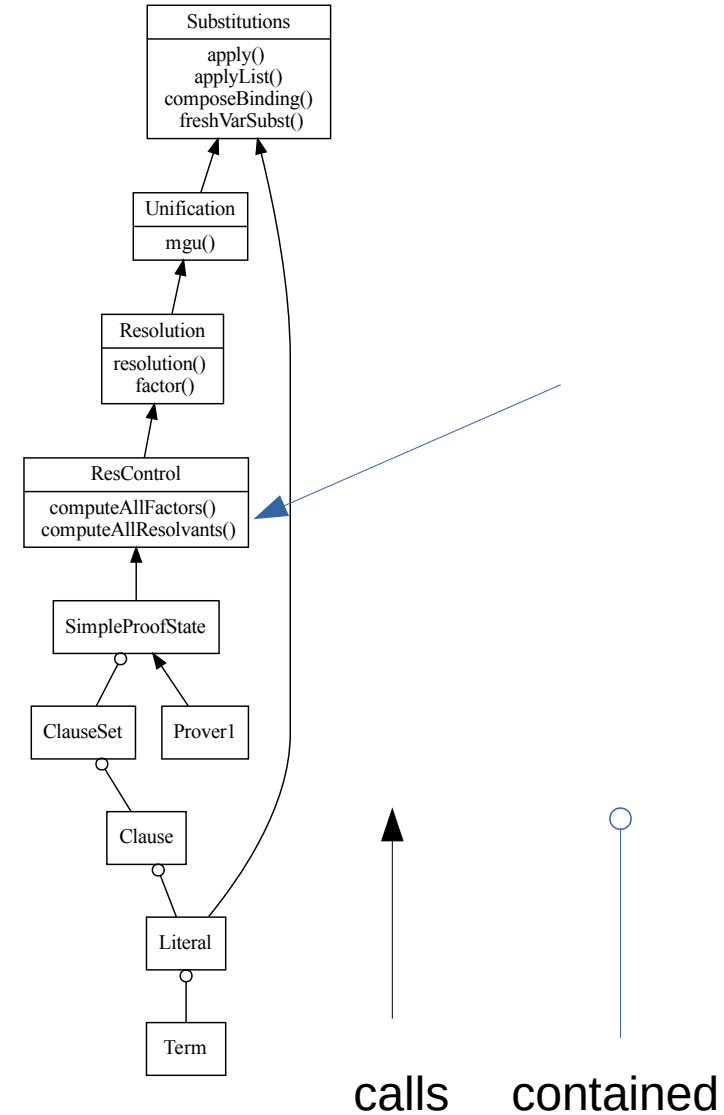 Substitutions
apply()
applyList()
composeBinding()
freshVarSubst()
Unification
mgu()
Resolution
resolution()
factor()
ResControl
computeAllFactors()
computeAllResolvants()
SimpleProofState
ClauseSet
Prover1
Clause
Literal
Term
calls
contained